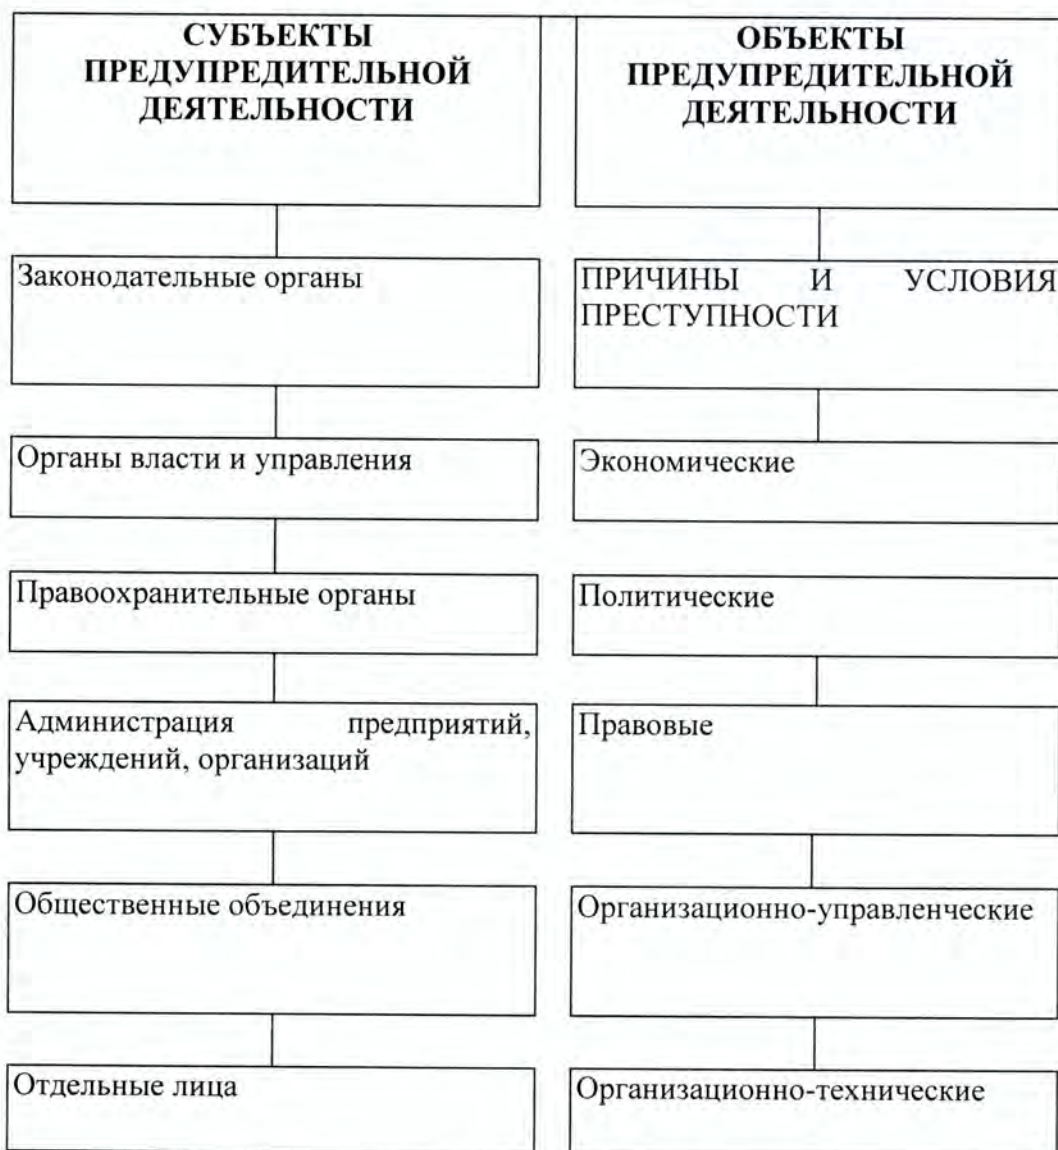 СУБЪЕКТЫ
ПРЕДУПРЕДИТЕЛЬНОЙ
ДЕЯТЕЛЬНОСТИ
ОБЪЕКТЫ
ПРЕДУПРЕДИТЕЛЬНОЙ
ДЕЯТЕЛЬНОСТИ
Законодательные органы
ПРИЧИНЫ И УСЛОВИЯ
ПРЕСТУПНОСТИ
Органы власти и управления
Экономические
Правоохранительные органы
Политические
Администрация предприятий,
учреждений, организаций
Правовые
Общественные объединения
Организационно-управленческие
Отдельные лица
Организационно-технические